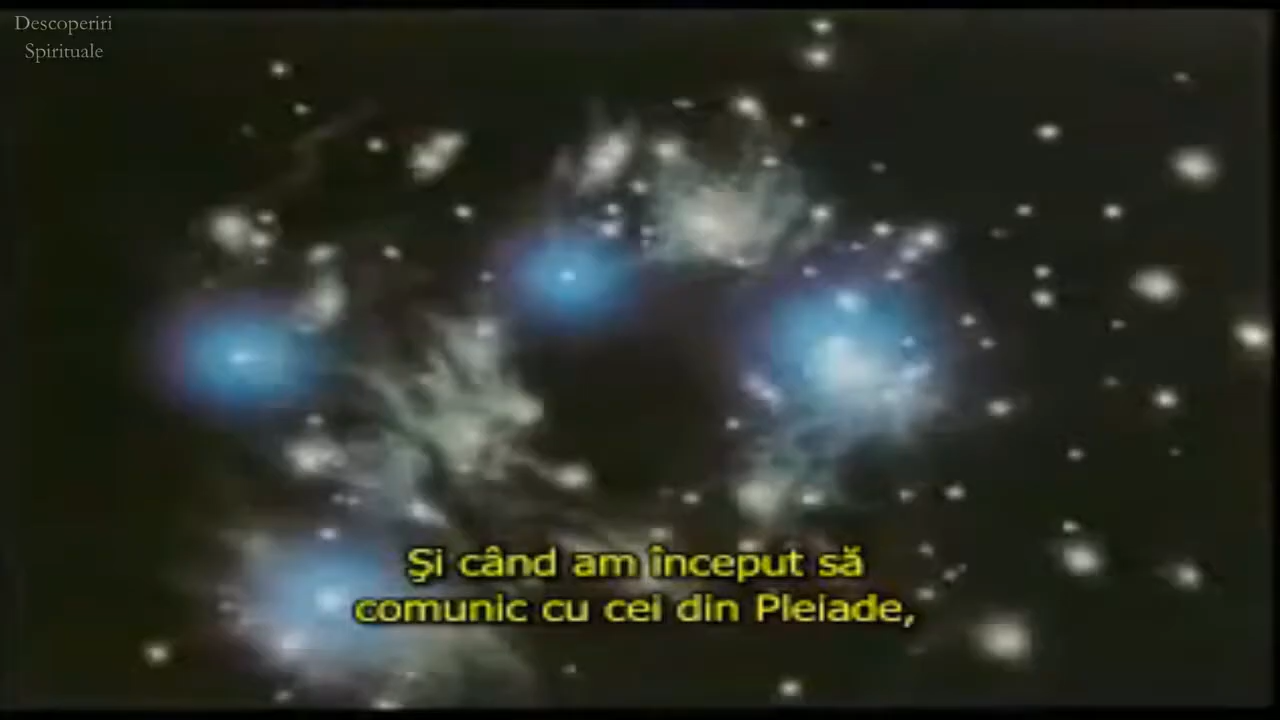 Descoperiri
Spirituale
Şi când am început să
comunic cu cei din Pleiade,